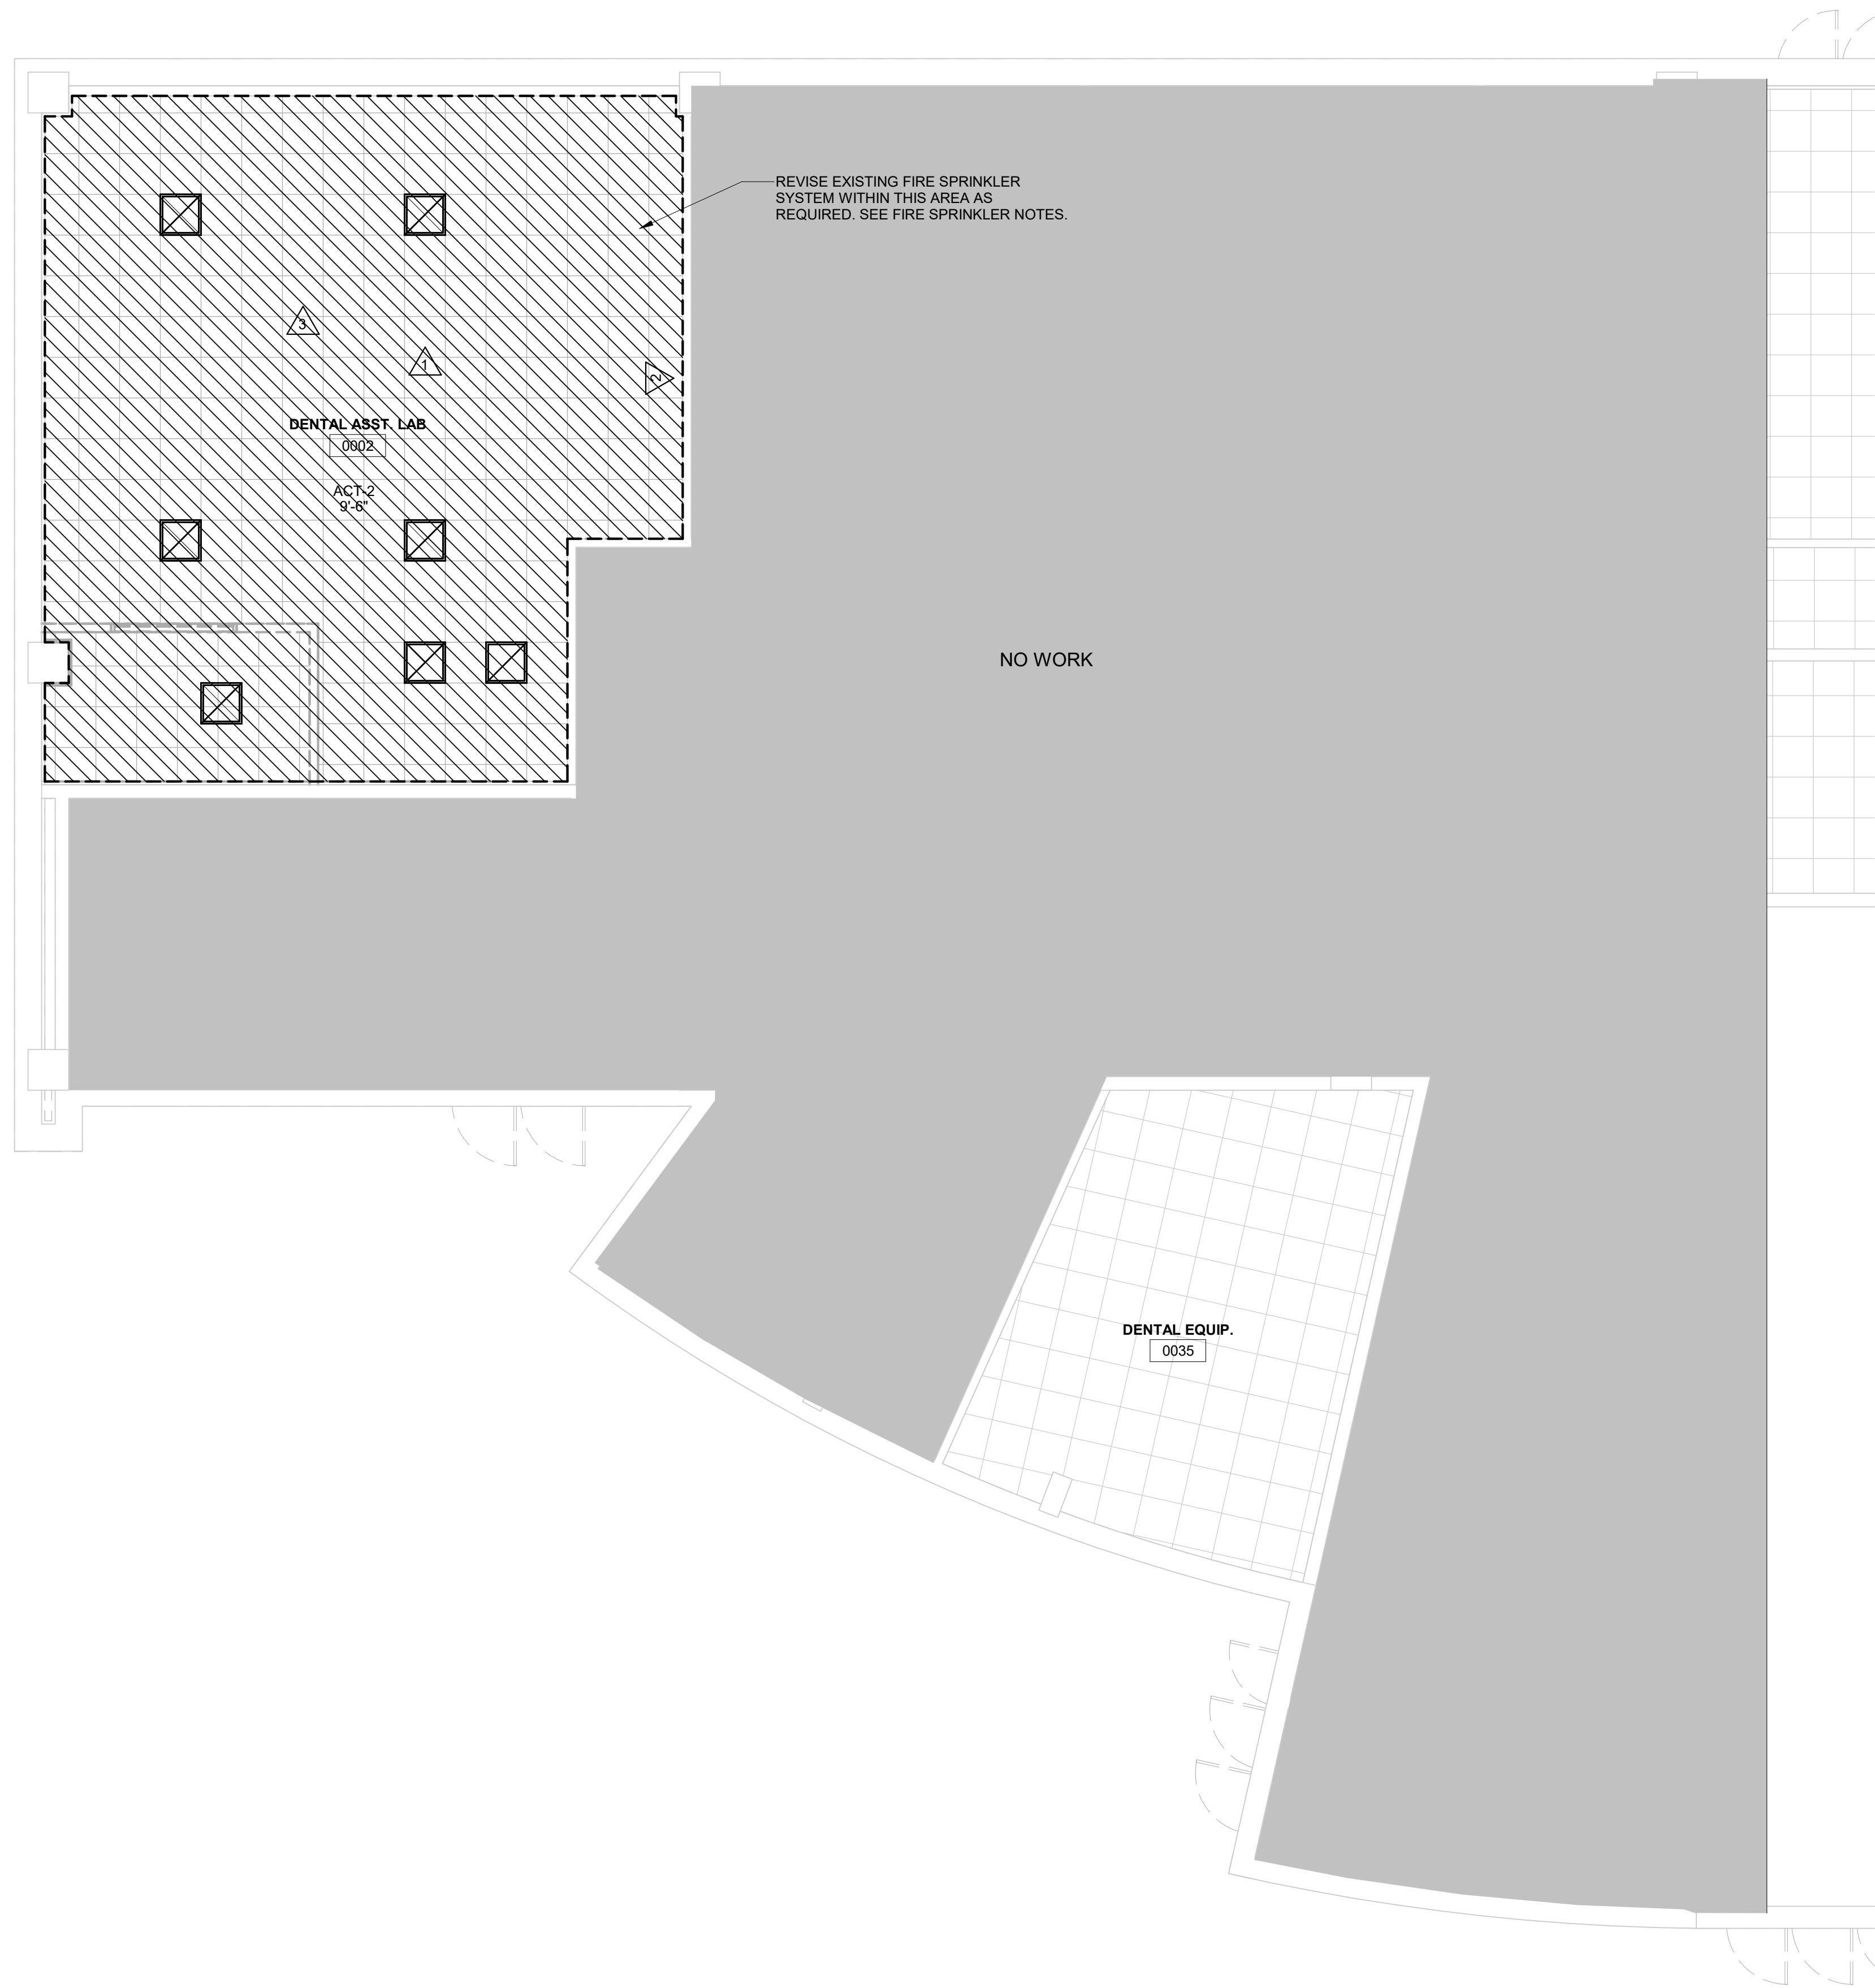 REVISE EXISTING FIRE SPRINKLER
SYSTEM WITHIN THIS AREA AS
REQUIRED. SEE FIRE SPRINKLER NOTES.
3
1
2
DENTAL ASST. LAB
0002
ACT-2
9'-6"
NO WORK
DENTAL EQUIP.
0035